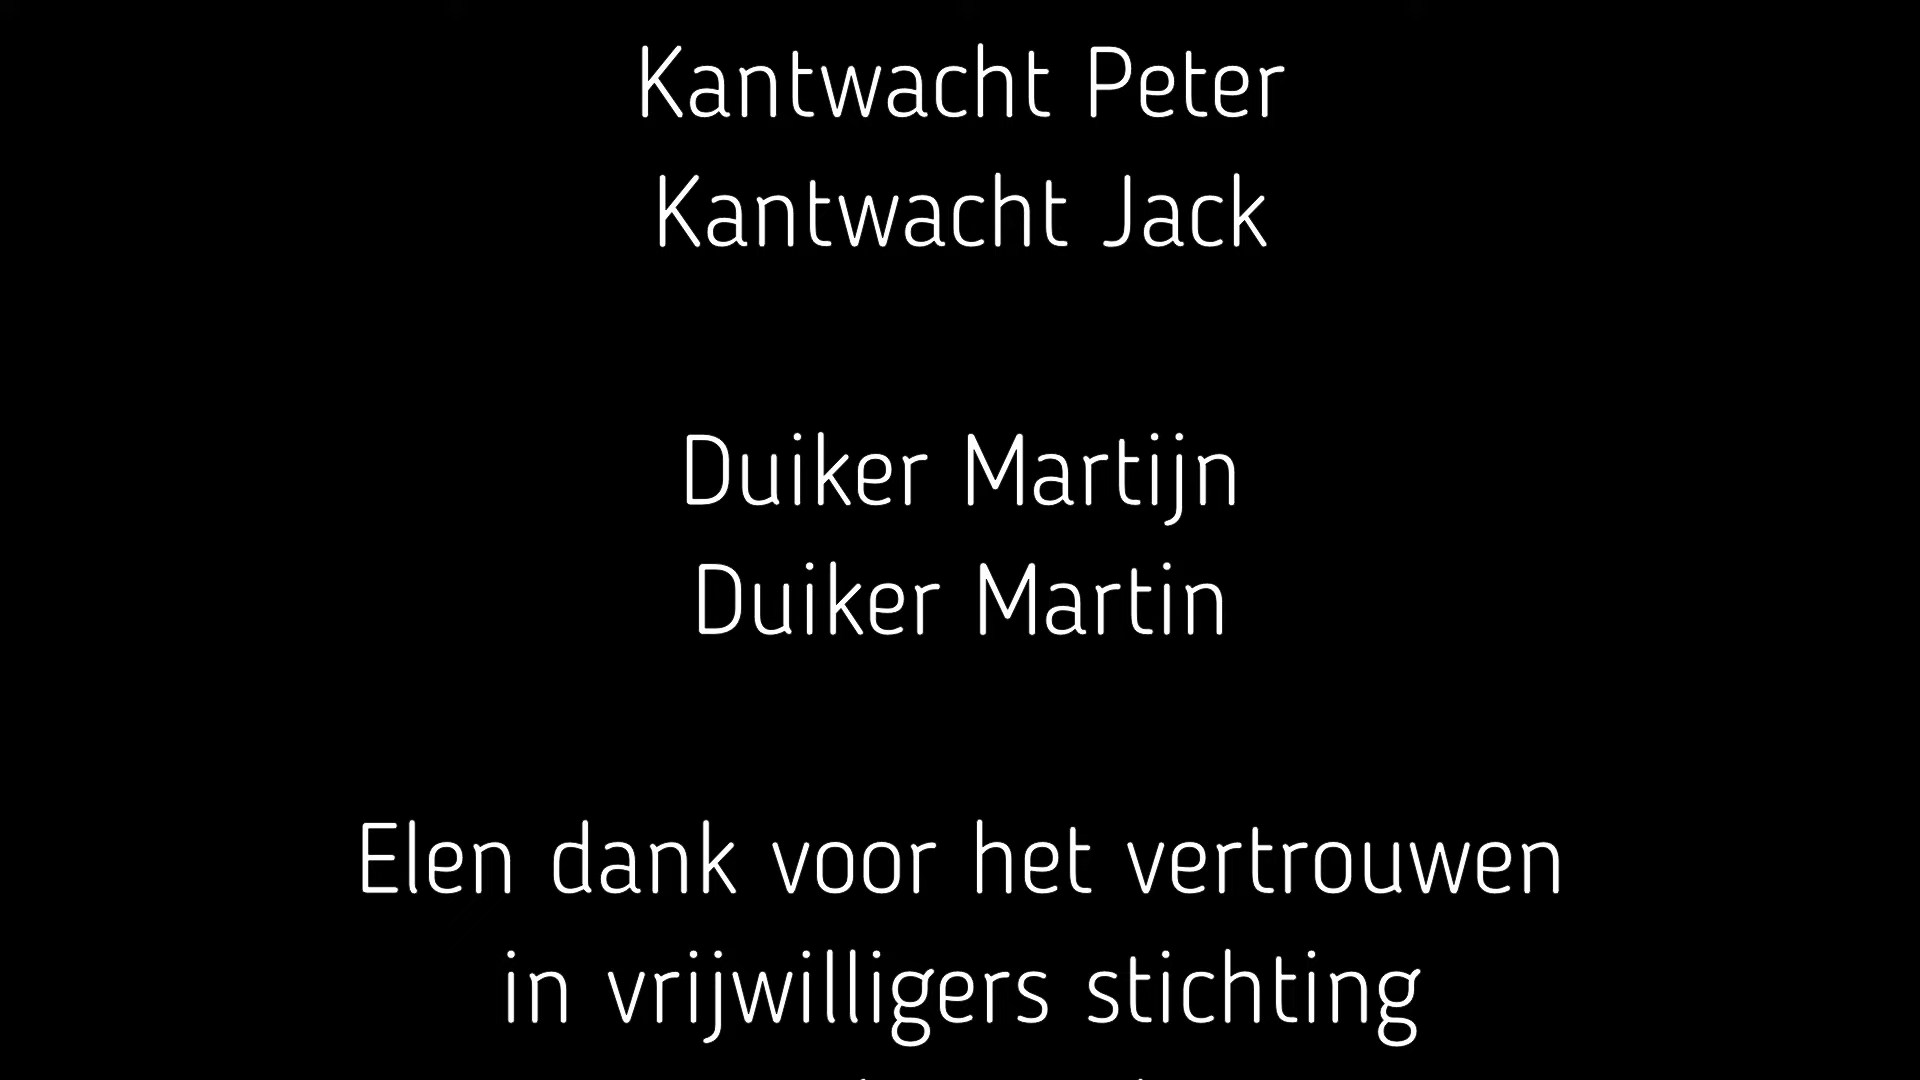 Kantwacht Peter
Kantwacht Jack
Duiker Martijn
Duiker Martin
Elen dank voor het vertrouwen
in vrijwilligers stichting